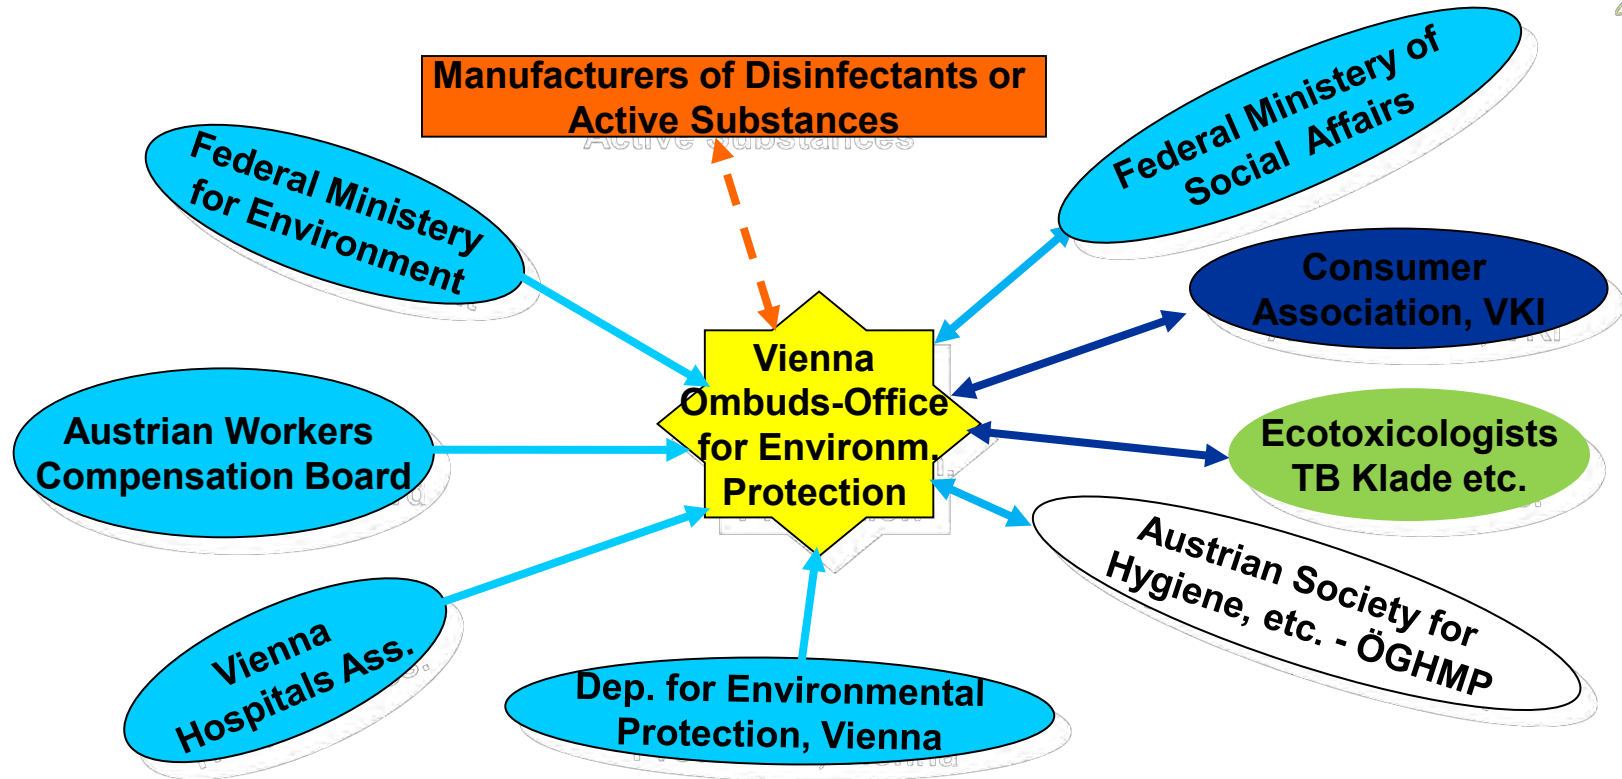 Manufacturers of Disinfectants or
Active Substances
Federal Ministery of
Social Affairs
Federal Ministery
for Environment
Consumer
Association, VKI
Vienna
Ombuds-Office
for Environm.
Protection
Austrian Workers
Compensation Board
Ecotoxicologists
TB Klade etc.
Austrian Society for
Hygiene, etc. - ÖGHMP
Vienna
Hospitals Ass.
Dep. for Environmental
Protection, Vienna